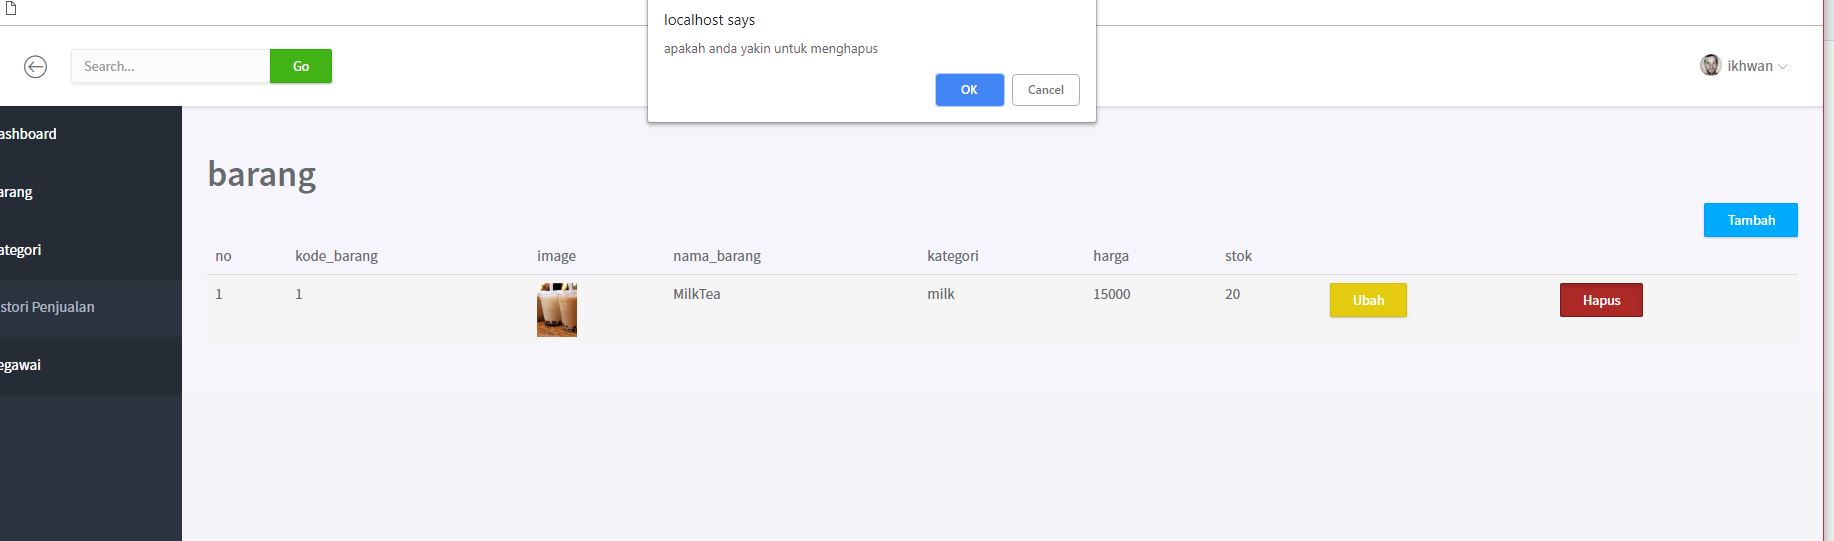 localhost says
apakah anda yakin untuk menghapus
OK Cancel
Search... Go
ikhwan
ashboard
arang
ategori
stori Penjualan
egawai
barang
Tambah
no kode_barang image nama_barang kategori harga stok
1 1 MilkTea milk 15000 20 Ubah Hapus